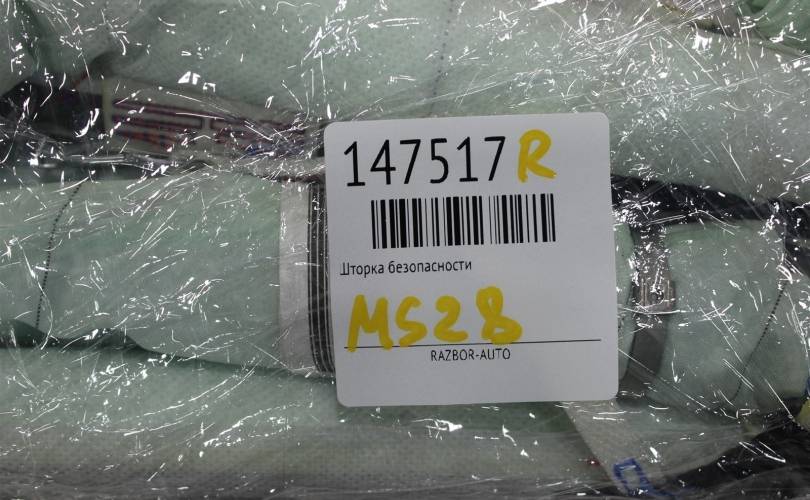 147517 R
Шторка безопасности
MS28
RAZBOR-AUTO